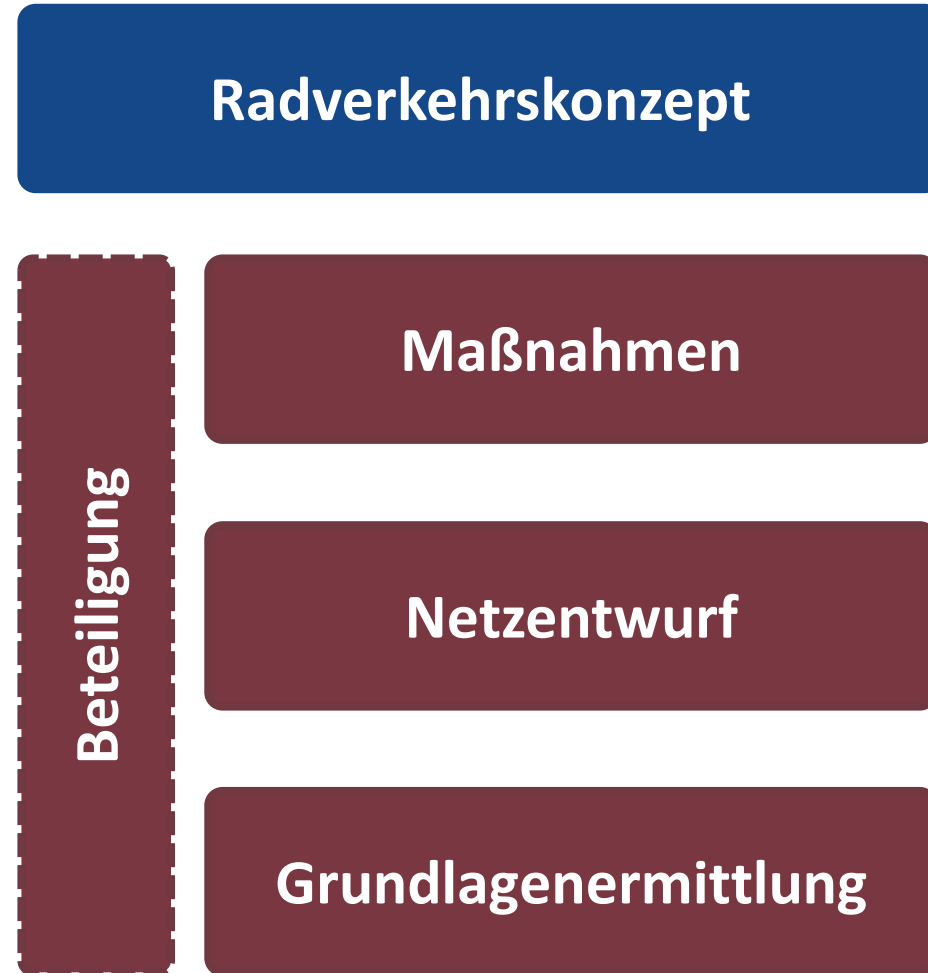 Radverkehrskonzept
Maßnahmen
Beteiligung
Netzentwurf
Grundlagenermittlung